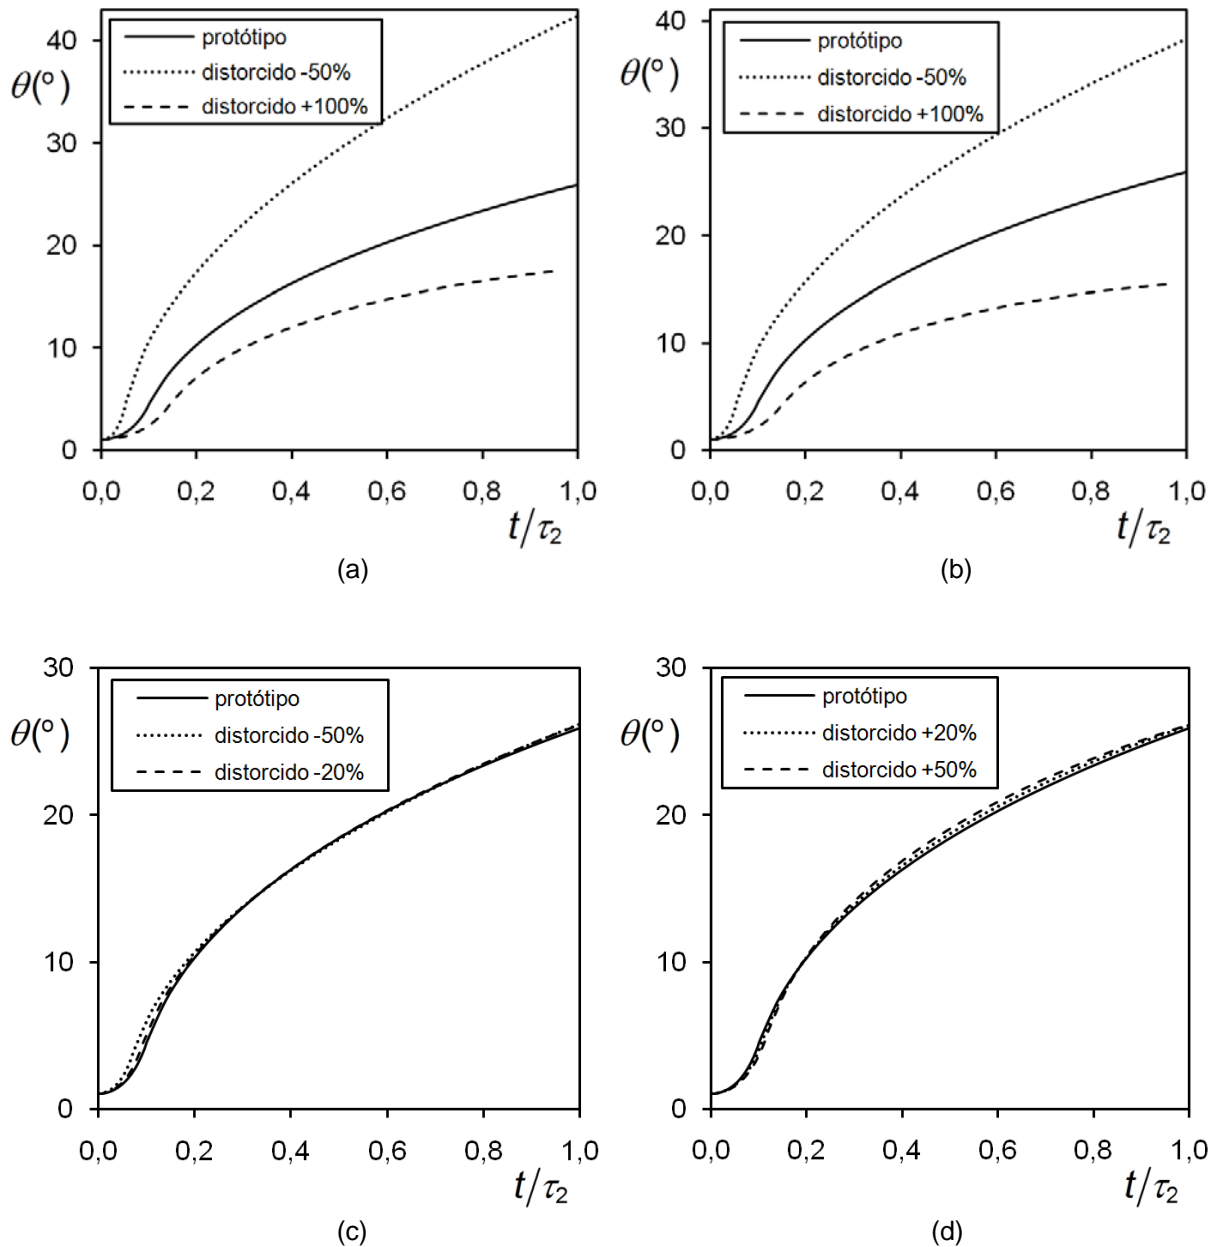 protótipo
distorcido -50%
distorcido +100%
θ(º)
40
30
20
10
0
0,0 0,2 0,4 0,6 0,8 1,0
t/τ2
(a)
protótipo
distorcido -50%
distorcido +100%
θ(º)
40
30
20
10
0
0,0 0,2 0,4 0,6 0,8 1,0
t/τ2
(b)
30
protótipo
distorcido -50%
distorcido -20%
θ(º)
20
10
0
0,0 0,2 0,4 0,6 0,8 1,0
t/τ2
(c)
30
protótipo
distorcido +20%
distorcido +50%
θ(º)
20
10
0
0,0 0,2 0,4 0,6 0,8 1,0
t/τ2
(d)